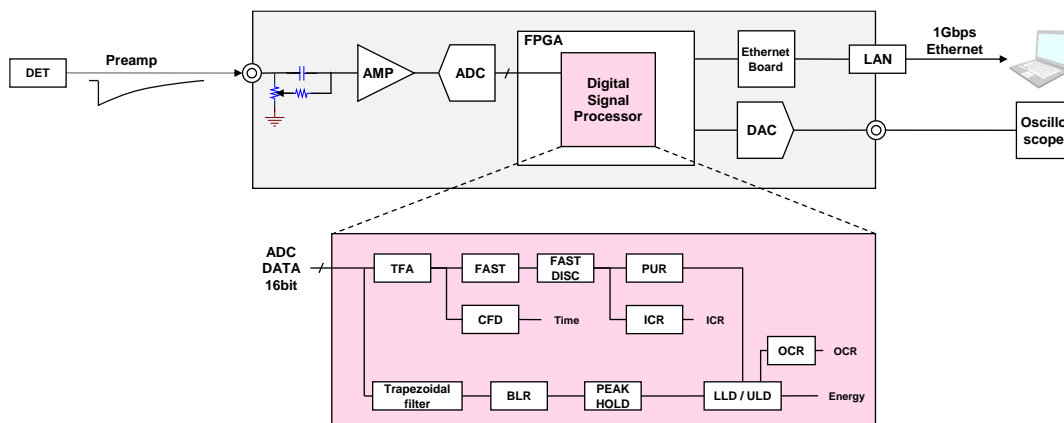 DET
Preamp
AMP
ADC
FPGA
Digital
Signal
Processor
Ethernet
Board
LAN
1Gbps
Ethernet
DAC
Oscillo
scope
ADC
DATA
16bit
TFA
FAST
FAST
DISC
PUR
CFD
Time
ICR
ICR
OCR
OCR
Trapezoidal
filter
BLR
PEAK
HOLD
LLD / ULD
Energy